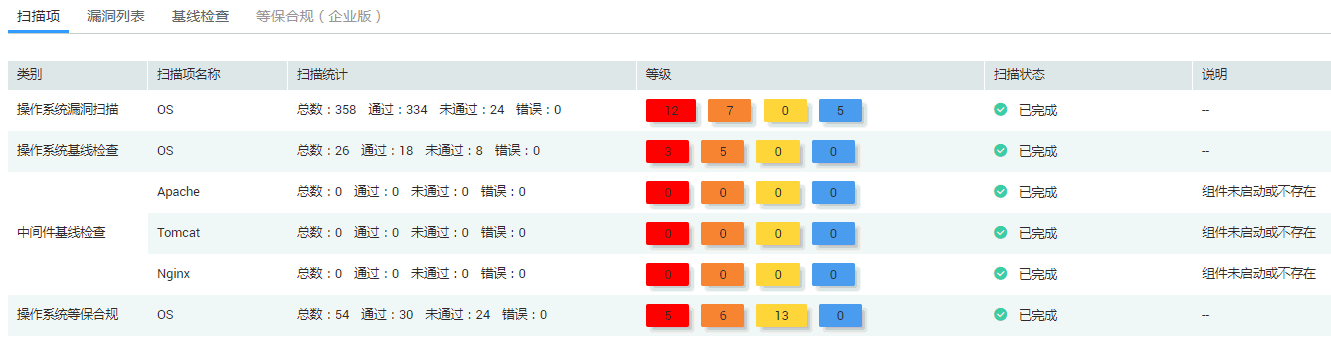 扫描项 漏洞列表 基线检查 等保合规（企业版）
类别 扫描项名称 扫描统计 等级 扫描状态 说明
操作系统漏洞扫描 OS 总数：358 通过：334 未通过：24 错误：0 12 7 0 5 已完成 --
操作系统基线检查 OS 总数：26 通过：18 未通过：8 错误：0 3 5 0 0 已完成 --
Apache 总数：0 通过：0 未通过：0 错误：0 0 0 0 0 已完成 组件未启动或不存在
中间件基线检查 Tomcat 总数：0 通过：0 未通过：0 错误：0 0 0 0 0 已完成 组件未启动或不存在
Nginx 总数：0 通过：0 未通过：0 错误：0 0 0 0 0 已完成 组件未启动或不存在
操作系统等保合规 OS 总数：54 通过：30 未通过：24 错误：0 5 6 13 0 已完成 --